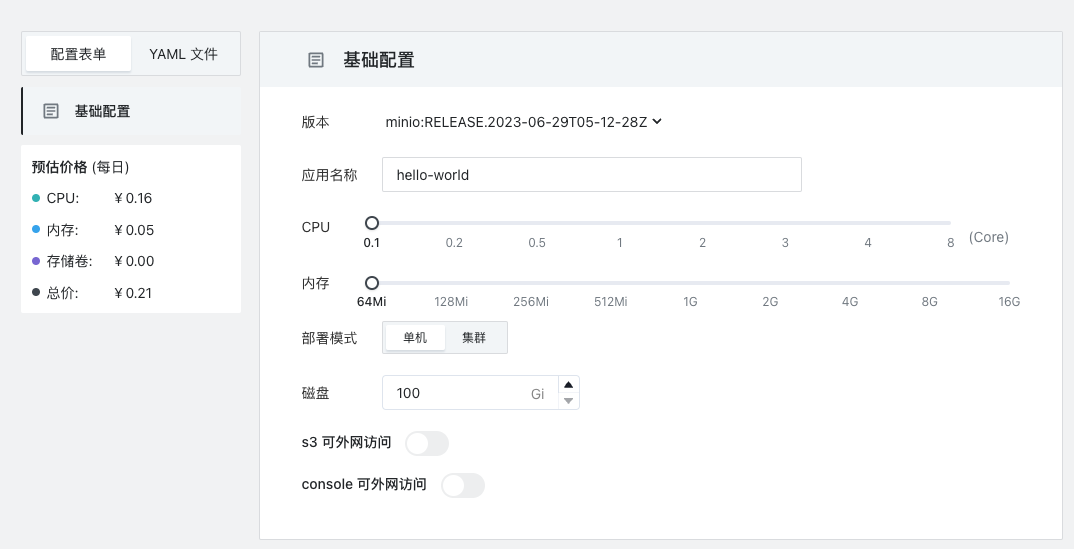 配置表单 YAML 文件
基础配置
预估价格 (每日)
CPU: ¥ 0.16
内存: ¥ 0.05
存储卷: ¥ 0.00
总价: ¥ 0.21
基础配置
版本 minio:RELEASE.2023-06-29T05-12-28Z
应用名称 hello-world
CPU
0.1 0.2 0.5 1 2 3 4 8 (Core)
内存
64Mi 128Mi 256Mi 512Mi 1G 2G 4G 8G 16G
部署模式 单机 集群
磁盘 100 Gi
s3 可外网访问
console 可外网访问